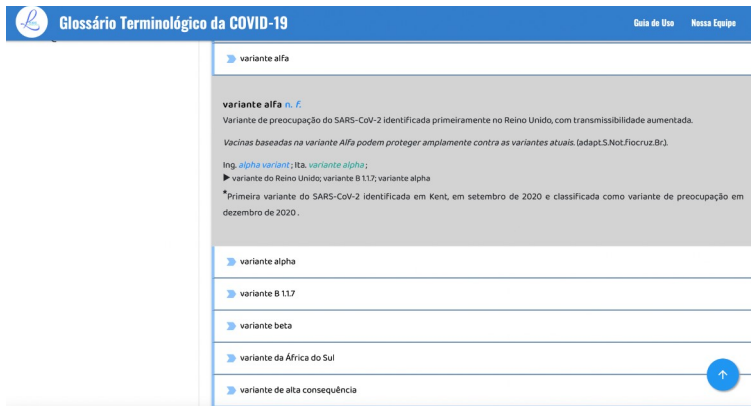 Glossário Terminológico da COVID-19
Guia de Uso
Nossa Equipe
variante alfa
variante alfa n. f.
Variante de preocupação do SARS-CoV-2 identificada primeiramente no Reino Unido, com transmissibilidade aumentada.
Vacinas baseadas na variante Alfa podem proteger amplamente contra as variantes atuais. (adapt.S.Not.fiocruz.Br.).
Ing. alpha variant; Ita. variante alpha;
▶ variante do Reino Unido; variante B 1.1.7; variante alpha
*Primeira variante do SARS-CoV-2 identificada em Kent, em setembro de 2020 e classificada como variante de preocupação em
dezembro de 2020 .
variante alpha
variante B 1.1.7
variante beta
variante da África do Sul
variante de alta consequência